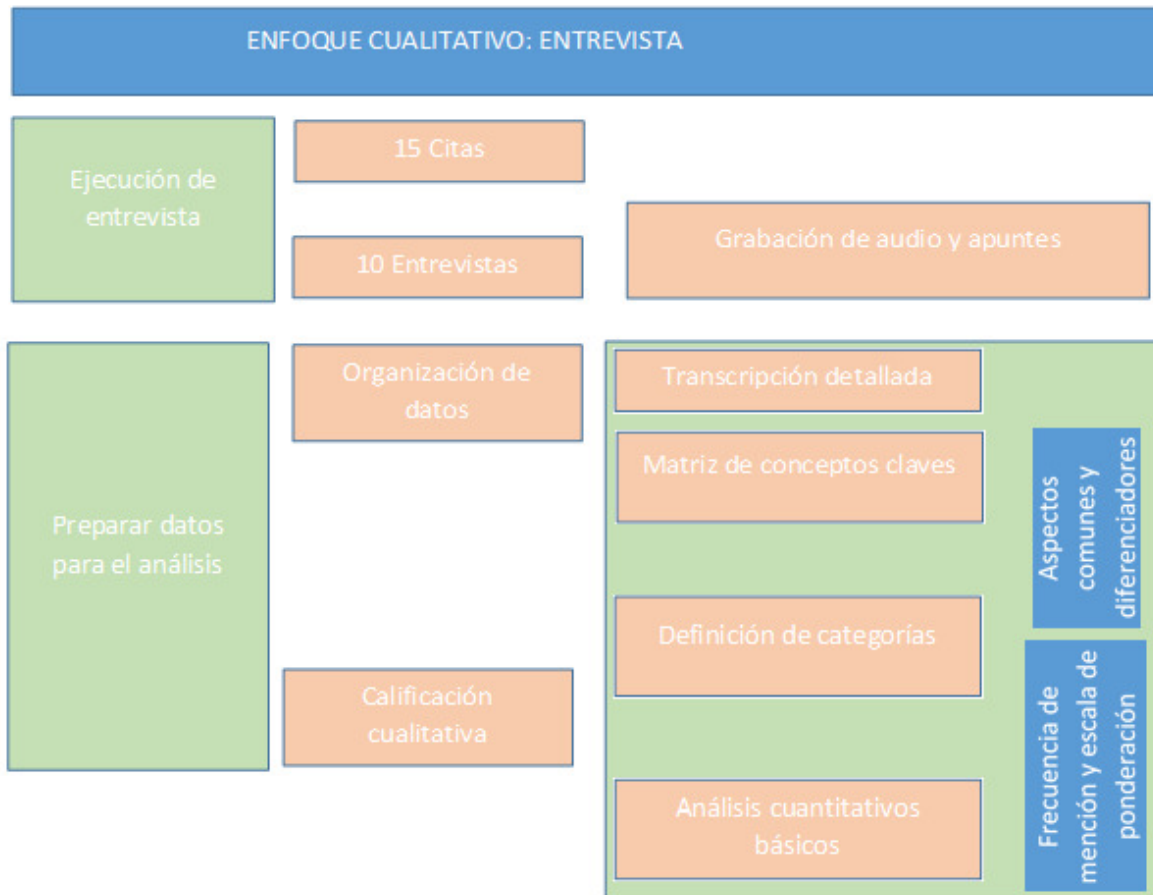 ENFOQUE CUALITATIVO: ENTREVISTA
Ejecución de
entrevista
15 Citas
10 Entrevistas
Grabación de audio y apuntes
Preparar datos
para el análisis
Organización de
datos
Calificación
cualitativa
Transcripción detallada
Matriz de conceptos claves
Definición de categorías
Análisis cuantitativos
básicos
Aspectos
comunes y
diferenciadores
Frecuencia de
mención y escala de
ponderación